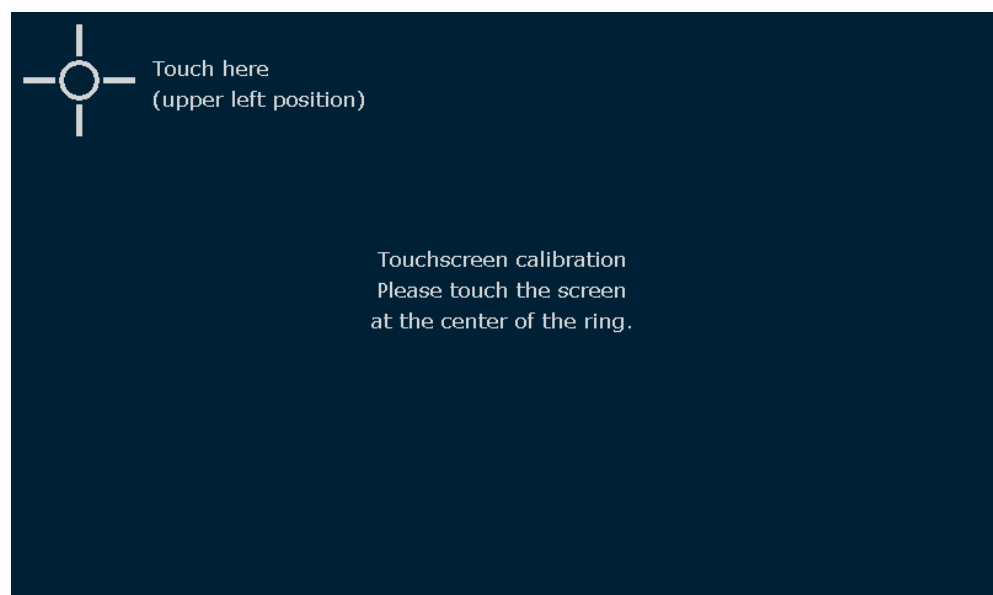 Touch here
(upper left position)
Touchscreen calibration
Please touch the screen
at the center of the ring.